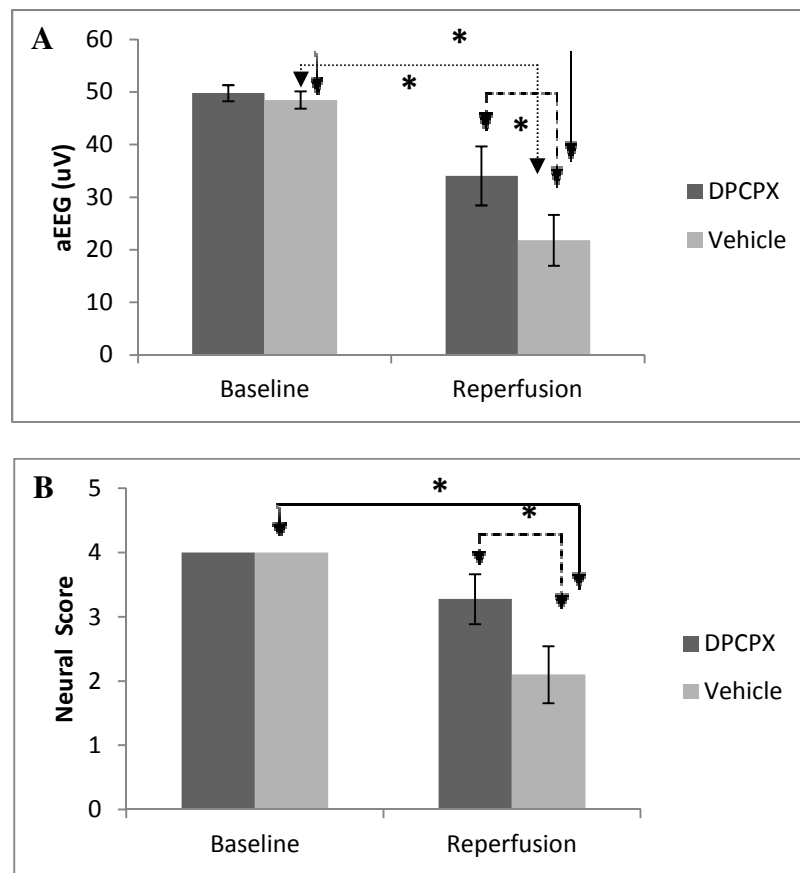 A
60
50
40
30
20
10
0
aEEG (uV)
*
*
*
Baseline
Reperfusion
DPCPX
Vehicle
B
5
4
3
2
1
0
Neural Score
*
*
Baseline
Reperfusion
DPCPX
Vehicle